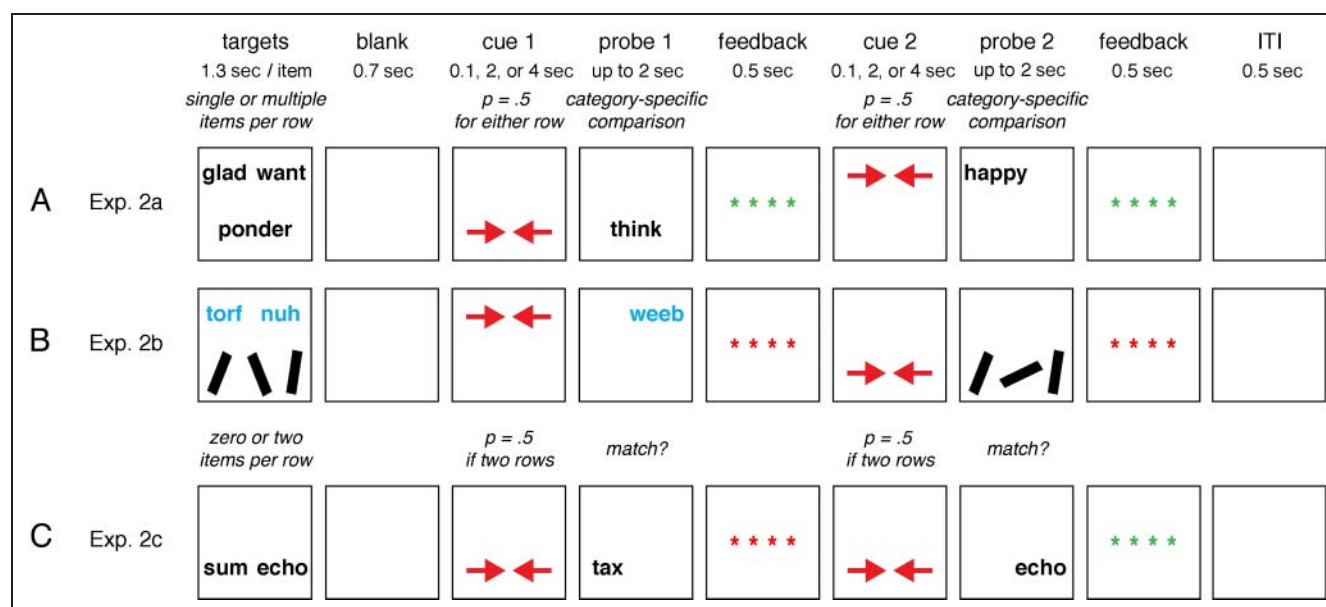 targets blank cue 1 probe 1 feedback cue 2 probe 2 feedback ITI
1.3 sec / item 0.7 sec 0.1, 2, or 4 sec up to 2 sec 0.5 sec 0.1, 2, or 4 sec up to 2 sec 0.5 sec 0.5 sec
single or multiple p = .5 category-specific p = .5 category-specific
items per row for either row comparison for either row comparison
glad want happy
A Exp. 2a * * * * * * * *
ponder think
torf nuh weeb
B Exp. 2b * * * * * * * *
zero or two p = .5 match? p = .5 match?
items per row if two rows if two rows
C Exp. 2c * * * * * * * *
sum echo tax echo